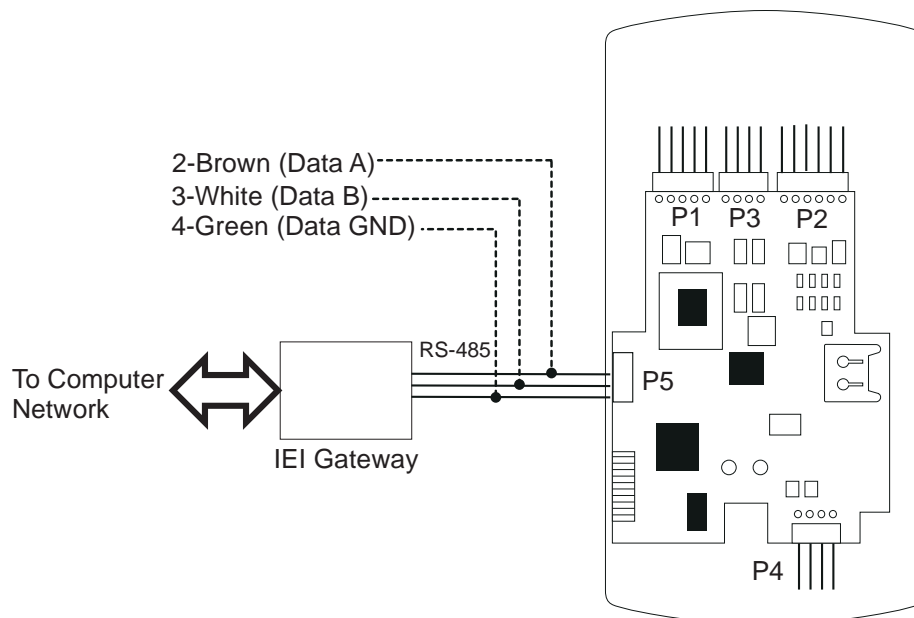 2-Brown (Data A)
3-White (Data B)
4-Green (Data GND)
P1
P3
P2
RS-485
P5
To Computer
Network
IEI Gateway
P4